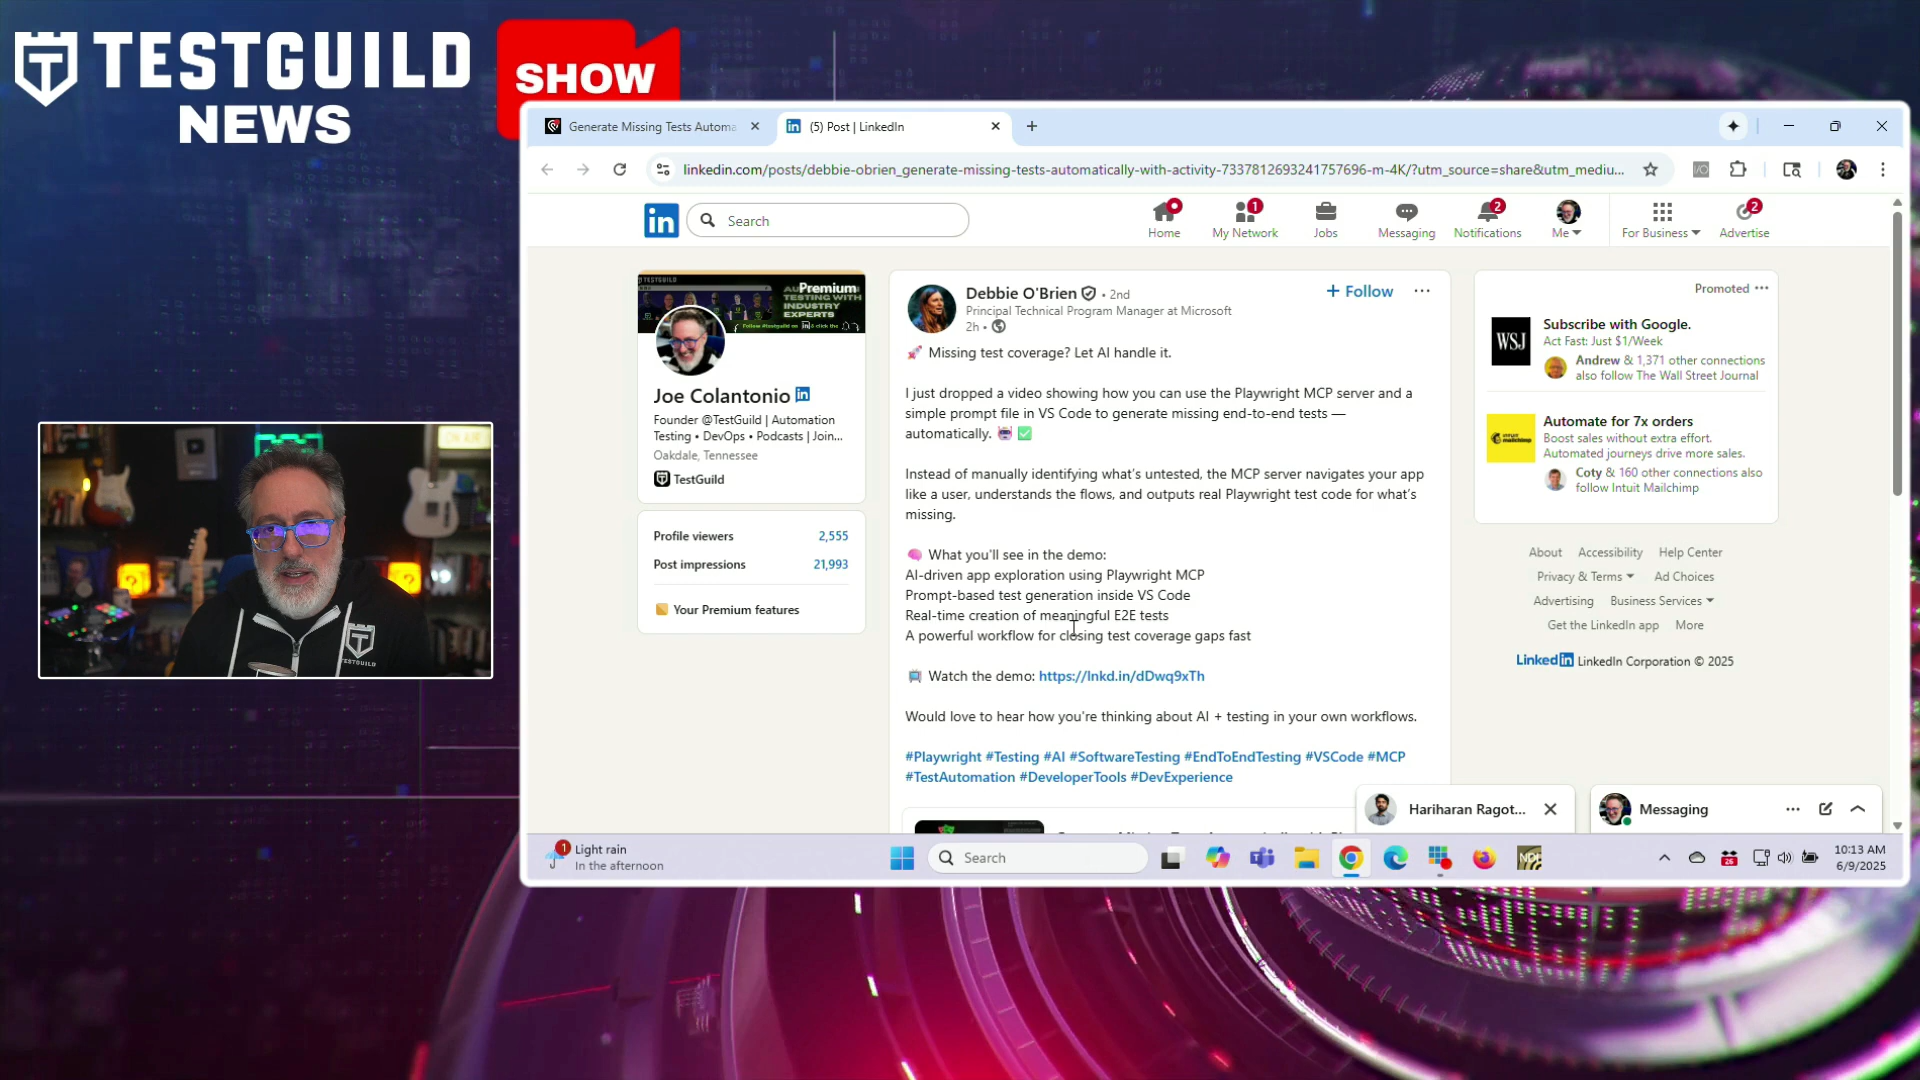 TESTGUILD
NEWS
SHOW
Generate Missing Tests Automa
(5) Post | LinkedIn
linkedin.com/posts/debbie-obrien_generate-missing-tests-automatically-with-activity-7337812693241757696-m-4K/?utm_source=share&utm_mediu...
Search
Home
1
My Network
Jobs
Messaging
2
Notifications
Me
For Business
2
Advertise
TESTGUILD
Premium
TESTING WITH
INDUSTRY
EXPERTS
Joe Colantonio
Founder @TestGuild | Automation
Testing • DevOps • Podcasts | Join...
Oakdale, Tennessee
TestGuild
Profile viewers 2,555
Post impressions 21,993
Your Premium features
Debbie O'Brien • 2nd
Principal Technical Program Manager at Microsoft
2h •
+ Follow
🚀 Missing test coverage? Let AI handle it.
I just dropped a video showing how you can use the Playwright MCP server and a
simple prompt file in VS Code to generate missing end-to-end tests —
automatically. 🤖 ✅
Instead of manually identifying what's untested, the MCP server navigates your app
like a user, understands the flows, and outputs real Playwright test code for what's
missing.
🧠 What you'll see in the demo:
AI-driven app exploration using Playwright MCP
Prompt-based test generation inside VS Code
Real-time creation of meaningful E2E tests
A powerful workflow for closing test coverage gaps fast
📺 Watch the demo: https://lnkd.in/dDwq9xTh
Would love to hear how you're thinking about AI + testing in your own workflows.
#Playwright #Testing #AI #SoftwareTesting #EndToEndTesting #VSCode #MCP
#TestAutomation #DeveloperTools #DevExperience
Promoted
WSJ
Subscribe with Google.
Act Fast: Just $1/Week
Andrew & 1,371 other connections
also follow The Wall Street Journal
Automate for 7x orders
Boost sales without extra effort.
Automated journeys drive more sales.
Coty & 160 other connections also
follow Intuit Mailchimp
About Accessibility Help Center
Privacy & Terms Ad Choices
Advertising Business Services
Get the LinkedIn app More
LinkedIn LinkedIn Corporation © 2025
Hariharan Ragot...
Messaging
1
Light rain
In the afternoon
Search
10:13 AM
6/9/2025
TESTGUILD
ON AIR